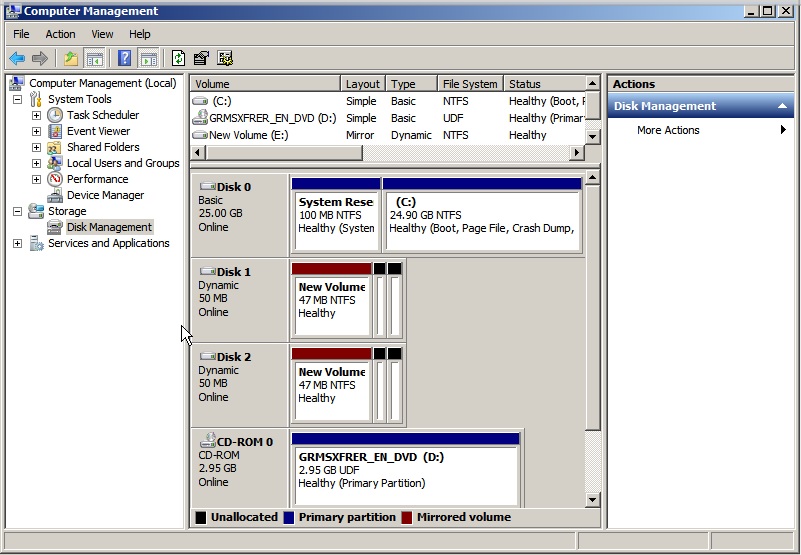 Computer Management
File Action View Help
Computer Management (Local)
System Tools
Task Scheduler
Event Viewer
Shared Folders
Local Users and Groups
Performance
Device Manager
Storage
Disk Management
Services and Applications
Volume Layout Type File System Status
(C:) Simple Basic NTFS Healthy (Boot, F
GRMSXFRER_EN_DVD (D:) Simple Basic UDF Healthy (Primar
New Volume (E:) Mirror Dynamic NTFS Healthy
Disk 0
Basic
25.00 GB
Online
System Rese
100 MB NTFS
Healthy (System
(C:)
24.90 GB NTFS
Healthy (Boot, Page File, Crash Dump,
Disk 1
Dynamic
50 MB
Online
New Volume
47 MB NTFS
Healthy
Disk 2
Dynamic
50 MB
Online
New Volume
47 MB NTFS
Healthy
CD-ROM 0
CD-ROM
2.95 GB
Online
GRMSXFRER_EN_DVD (D:)
2.95 GB UDF
Healthy (Primary Partition)
Unallocated Primary partition Mirrored volume
Actions
Disk Management
More Actions